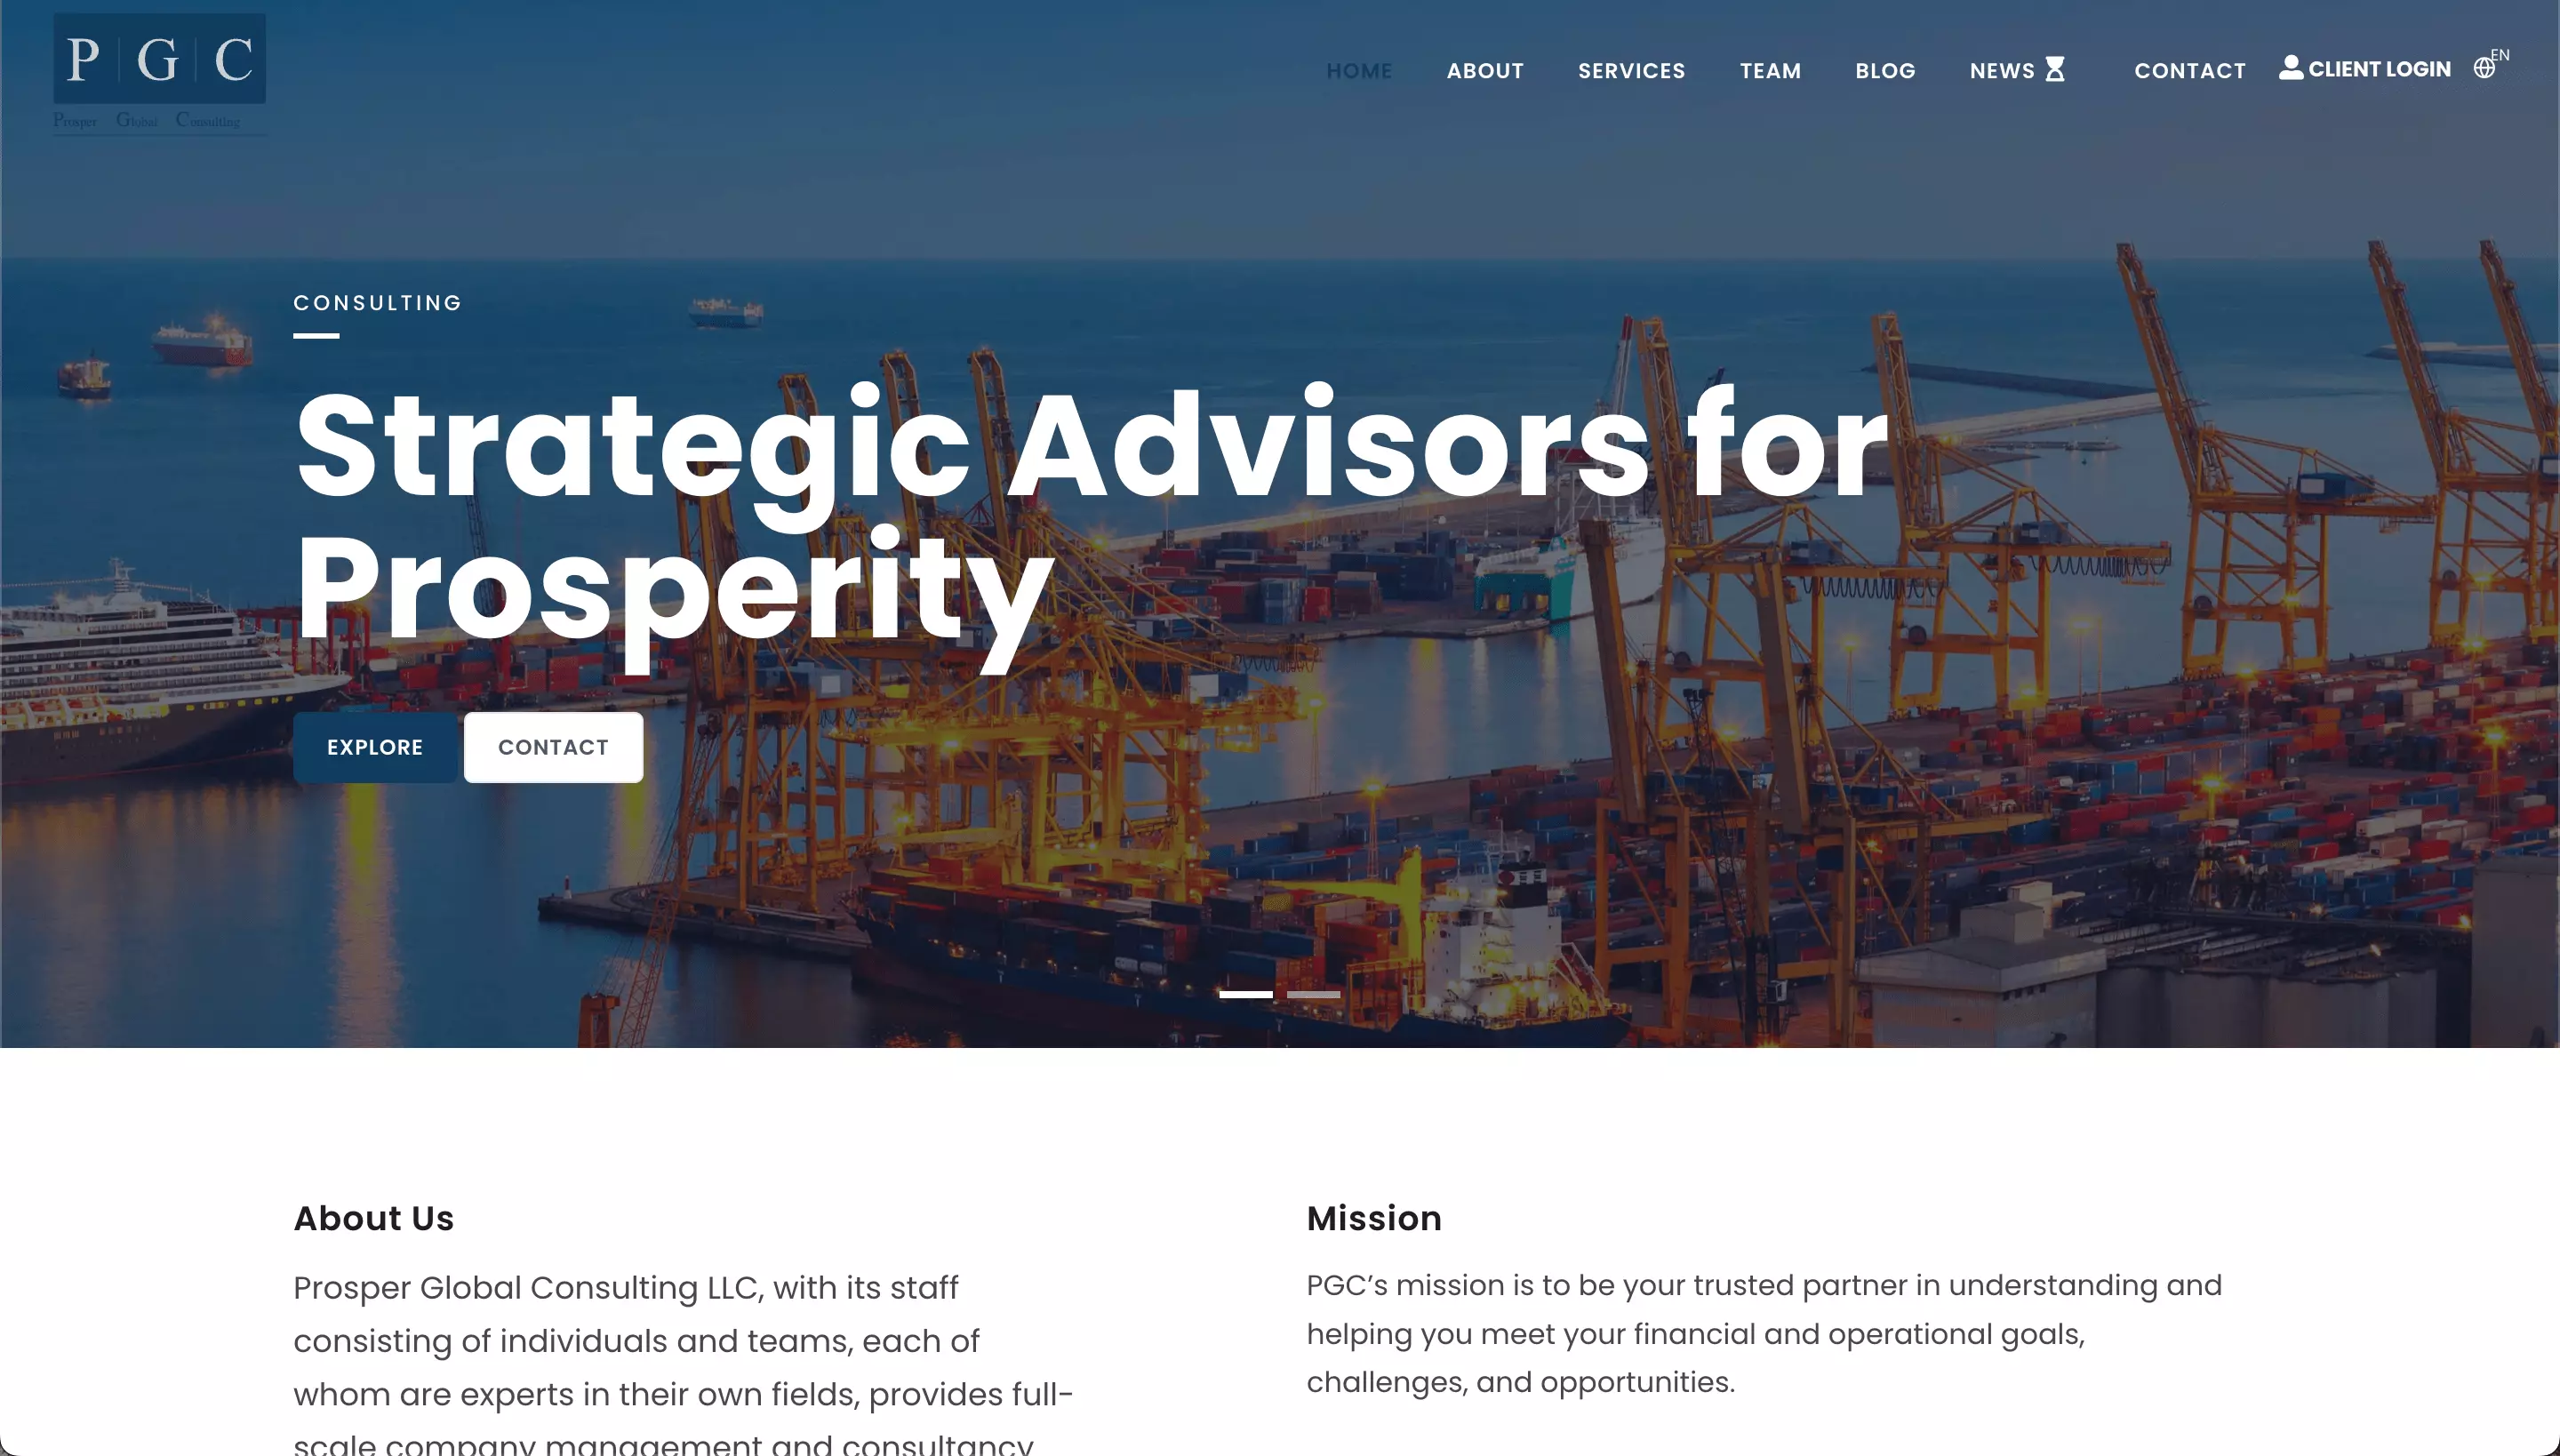 P G C
Prosper Global Consulting
HOME ABOUT SERVICES TEAM BLOG NEWS CONTACT CLIENT LOGIN EN
CONSULTING
Strategic Advisors for
Prosperity
EXPLORE CONTACT
About Us
Prosper Global Consulting LLC, with its staff
consisting of individuals and teams, each of
whom are experts in their own fields, provides full-
scale company management and consultancy
Mission
PGC’s mission is to be your trusted partner in understanding and
helping you meet your financial and operational goals,
challenges, and opportunities.